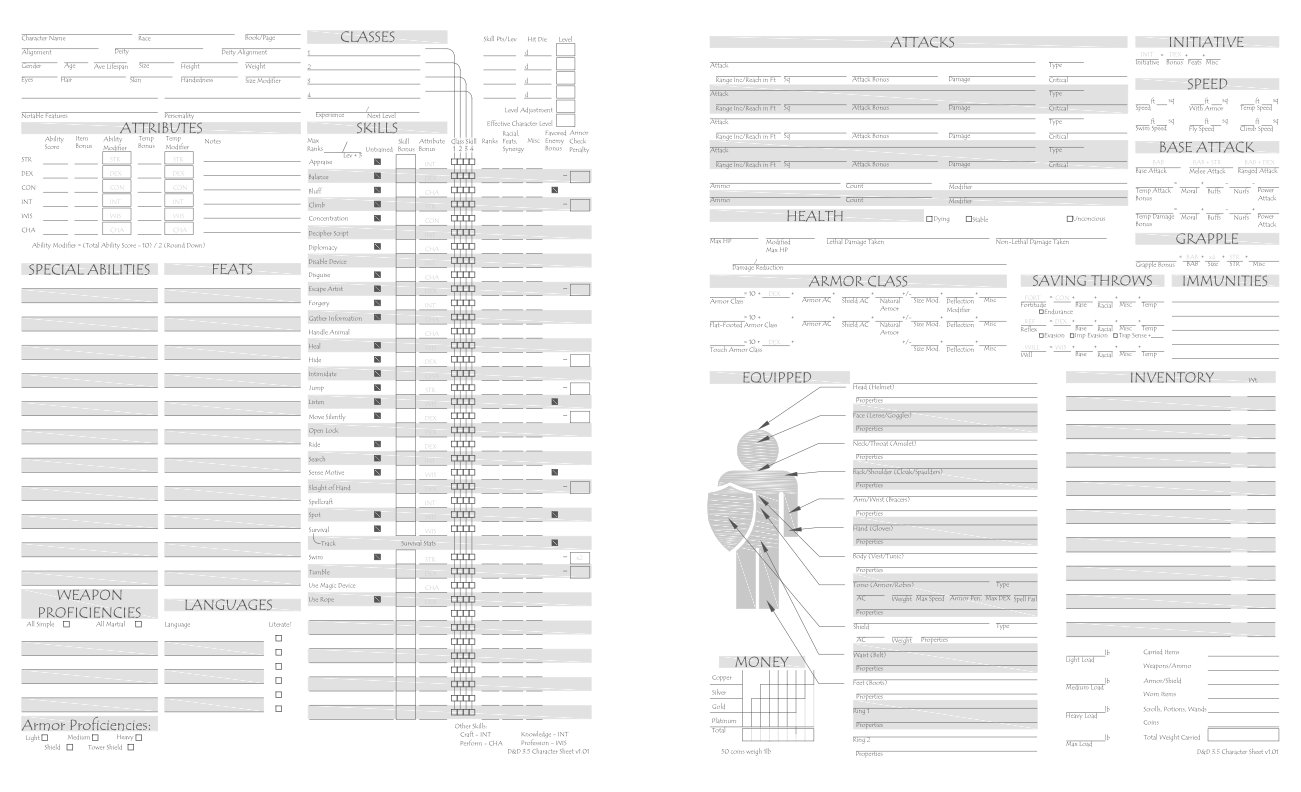 Character Name Race Book/Page
Alignment Deity Deity Alignment
Gender Age Ave Lifespan Size Height Weight
Eyes Hair Skin Handedness Size Modifier
Notable Features Personality
CLASSES
1
2
3
4
Experience / Next Level
Skill Pts/Lev Hit Die Level
d
d
d
d
Level Adjustment
Effective Character Level
ATTRIBUTES
Ability Score Item Bonus Ability Modifier Temp Bonus Temp Modifier Notes
STR STR STR
DEX DEX DEX
CON CON CON
INT INT INT
WIS WIS WIS
CHA CHA CHA
Ability Modifier = (Total Ability Score - 10) / 2 (Round Down)
SPECIAL ABILITIES FEATS
WEAPON PROFICIENCIES
All Simple All Martial
LANGUAGES
Language Literate?
Armor Proficiencies:
Light Medium Heavy
Shield Tower Shield
SKILLS
Max Ranks / Lev + 3 Untrained Skill Bonus Attribute Bonus Class Skill 1 2 3 4 Ranks Racial, Feats, Synergy Misc Favored Enemy Bonus Armor Check Penalty
Appraise INT
Balance DEX -
Bluff CHA
Climb STR -
Concentration CON
Decipher Script INT
Diplomacy CHA
Disable Device INT
Disguise CHA
Escape Artist DEX -
Forgery INT
Gather Information CHA
Handle Animal CHA
Heal WIS
Hide DEX -
Intimidate CHA
Jump STR -
Listen WIS
Move Silently DEX -
Open Lock DEX
Ride DEX
Search INT
Sense Motive WIS
Sleight of Hand DEX -
Spellcraft INT
Spot WIS
Survival WIS
Track Survival Stats
Swim STR - x2
Tumble DEX -
Use Magic Device CHA
Use Rope DEX
Other Skills:
Craft - INT Knowledge - INT
Perform - CHA Profession - WIS
D&D 3.5 Character Sheet v1.01
ATTACKS
Attack Type
Range Inc/Reach in Ft Sq Attack Bonus Damage Critical
Attack Type
Range Inc/Reach in Ft Sq Attack Bonus Damage Critical
Attack Type
Range Inc/Reach in Ft Sq Attack Bonus Damage Critical
Attack Type
Range Inc/Reach in Ft Sq Attack Bonus Damage Critical
Ammo Count Modifier
Ammo Count Modifier
INITIATIVE
INIT = DEX + +
Initiative Bonus Feats Misc
SPEED
ft sq ft sq ft sq
Speed With Armor Temp Speed
ft sq ft sq ft sq
Swim Speed Fly Speed Climb Speed
BASE ATTACK
BAB BAB + STR BAB + DEX
Base Attack Melee Attack Ranged Attack
Temp Attack Bonus Moral Buffs Nurfs Power Attack
Temp Damage Bonus Moral Buffs Nurfs Power Attack
GRAPPLE
Grapple Bonus BAB Size STR Misc
HEALTH Dying Stable Unconcious
Max HP Modified Max HP Lethal Damage Taken Non-Lethal Damage Taken
/
Damage Reduction
ARMOR CLASS
= 10 + DEX + + + +/- + +
Armor Class Armor AC Shield AC Natural Armor Size Mod. Deflection Modifier Misc
= 10 + + + + +/- + +
Flat-Footed Armor Class Armor AC Shield AC Natural Armor Size Mod. Deflection Misc
= 10 + DEX +/- + +
Touch Armor Class Size Mod. Deflection Misc
SAVING THROWS
FORT = CON + + + +
Fortitude Base Racial Misc Temp
Endurance
REF = DEX + + + +
Reflex Base Racial Misc Temp
Evasion Imp Evasion Trap Sense +
WILL = WIS + + + +
Will Base Racial Misc Temp
IMMUNITIES
EQUIPPED
Head (Helmet)
Properties
Face (Lense/Goggles)
Properties
Neck/Throat (Amulet)
Properties
Back/Shoulder (Cloak/Spaulders)
Properties
Arm/Wrist (Bracers)
Properties
Hand (Gloves)
Properties
Body (Vest/Tunic)
Properties
Torso (Armor/Robes) Type
AC Weight Max Speed Armor Pen. Max DEX Spell Fail
Shield Type
AC Weight Properties
Waist (Belt)
Properties
Feet (Boots)
Properties
Ring 1
Properties
Ring 2
Properties
MONEY
Copper
Silver
Gold
Platinum
Total
50 coins weigh 1lb
INVENTORY Wt
lb
Light Load
lb
Medium Load
lb
Heavy Load
lb
Max Load
Carried Items
Weapons/Ammo
Armor/Shield
Worn Items
Scrolls, Potions, Wands
Coins
Total Weight Carried
D&D 3.5 Character Sheet v1.01